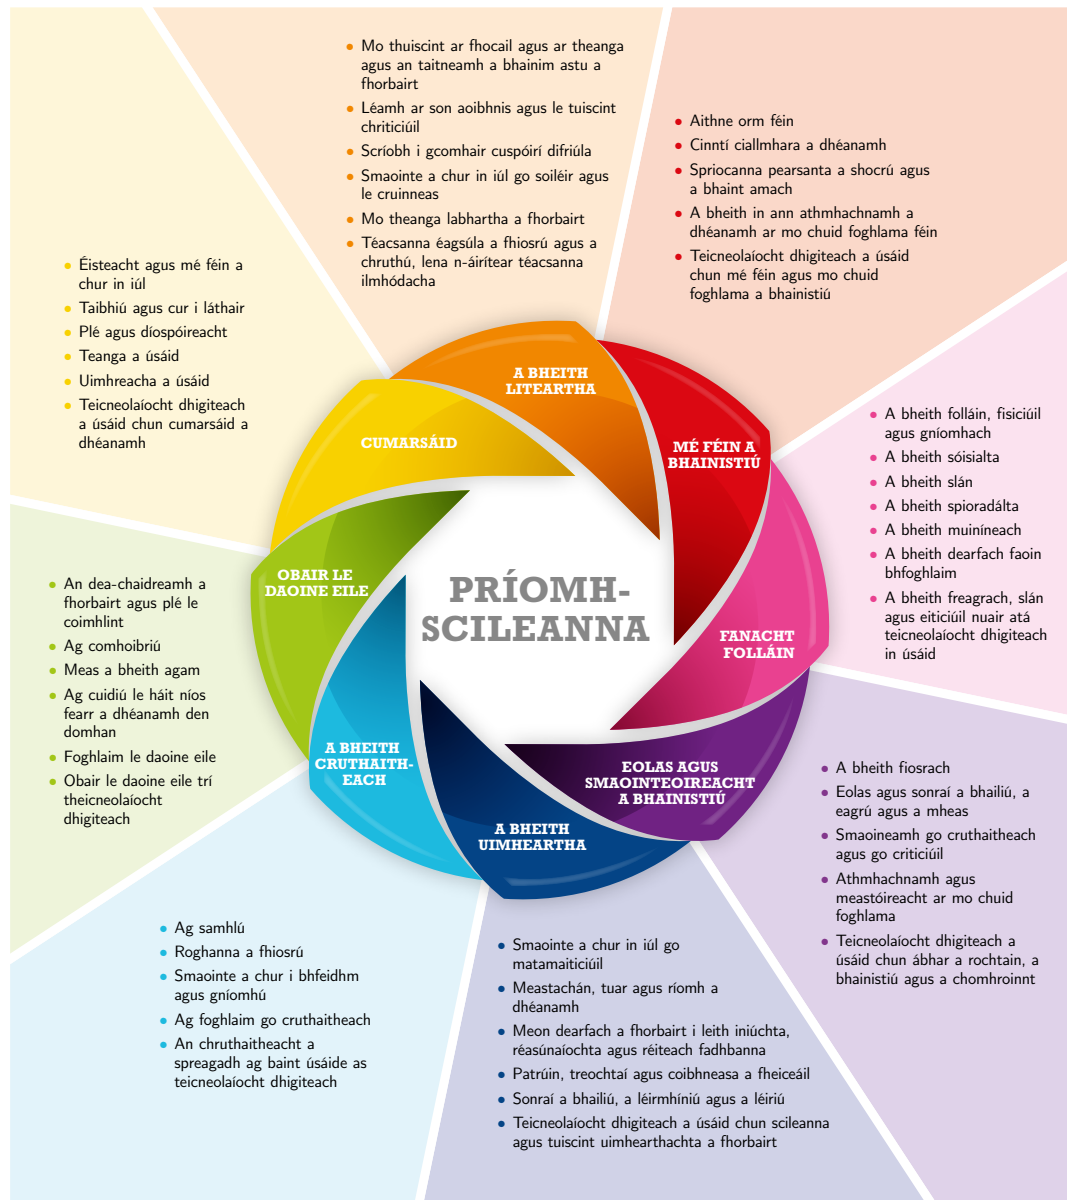 • Mo thuiscint ar fhocail agus ar theanga
agus an taitneamh a bhainim astu a
fhorbairt
• Léamh ar son aoibhnis agus le tuiscint
chriticiúil
• Scríobh i gcomhair cuspóirí difriúla
• Smaointe a chur in iúl go soiléir agus
le cruinneas
• Mo theanga labhartha a fhorbairt
• Téacsanna éagsúla a fhiosrú agus a
chruthú, lena n-áirítear téacsanna
ilmhódacha
• Aithne orm féin
• Cinntí ciallmhara a dhéanamh
• Spriocanna pearsanta a shocrú agus
a bhaint amach
• A bheith in ann athmhachnamh a
dhéanamh ar mo chuid foghlama féin
• Teicneolaíocht dhigiteach a úsáid
chun mé féin agus mo chuid
foghlama a bhainistiú
• Éisteacht agus mé féin a
chur in iúl
• Taibhiú agus cur i láthair
• Plé agus díospóireacht
• Teanga a úsáid
• Uimhreacha a úsáid
• Teicneolaíocht dhigiteach
a úsáid chun cumarsáid a
dhéanamh
A BHEITH
LITEARTHA
CUMARSÁID
MÉ FÉIN A
BHAINISTIÚ
• A bheith folláin, fisiciúil
agus gníomhach
• A bheith sóisialta
• A bheith slán
• A bheith spioradálta
• A bheith muiníneach
• A bheith dearfach faoin
bhfoghlaim
• A bheith freagrach, slán
agus eiticiúil nuair atá
teicneolaíocht dhigiteach
in úsáid
OBAIR LE
DAOINE EILE
PRÍOMH-
SCILEANNA
FANACHT
FOLLÁIN
• An dea-chaidreamh a
fhorbairt agus plé le
coimhlint
• Ag comhoibriú
• Meas a bheith agam
• Ag cuidiú le háit níos
fearr a dhéanamh den
domhan
• Foghlaim le daoine eile
• Obair le daoine eile trí
theicneolaíocht
dhigiteach
A BHEITH
CRUTHAITH-
EACH
EOLAS AGUS
SMAOINTEOIREACHT
A BHAINISTIÚ
A BHEITH
UIMHEARTHA
• A bheith fiosrach
• Eolas agus sonraí a bhailiú, a
eagrú agus a mheas
• Smaoineamh go cruthaitheach
agus go criticiúil
• Athmhachnamh agus
meastóireacht ar mo chuid
foghlama
• Teicneolaíocht dhigiteach a
úsáid chun ábhar a rochtain, a
bhainistiú agus a chomhroinnt
• Ag samhlú
• Roghanna a fhiosrú
• Smaointe a chur i bhfeidhm
agus gníomhú
• Ag foghlaim go cruthaitheach
• An chruthaitheacht a
spreagadh ag baint úsáide as
teicneolaíocht dhigiteach
• Smaointe a chur in iúl go
matamaiticiúil
• Meastachán, tuar agus ríomh a
dhéanamh
• Meon dearfach a fhorbairt i leith iniúchta,
réasúnaíochta agus réiteach fadhbanna
• Patrúin, treochtaí agus coibhneasa a fheiceáil
• Sonraí a bhailiú, a léirmhíniú agus a léiriú
• Teicneolaíocht dhigiteach a úsáid chun scileanna
agus tuiscint uimhearthachta a fhorbairt